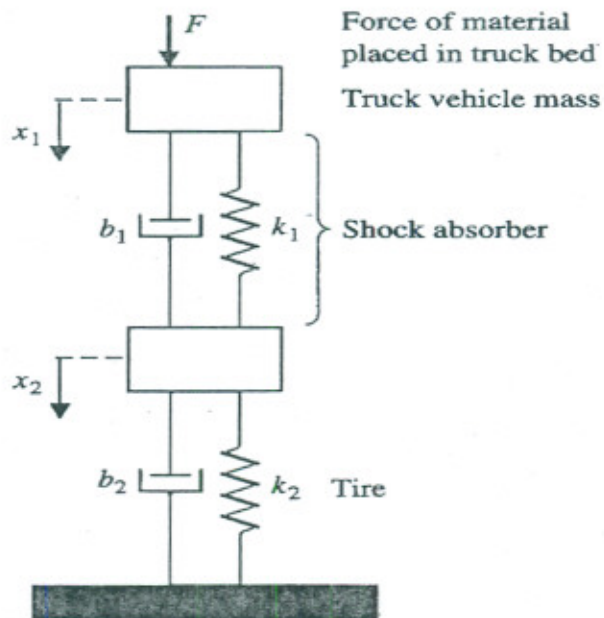 F
Force of material
placed in truck bed
Truck vehicle mass
x1
b1
k1
Shock absorber
x2
b2
k2
Tire